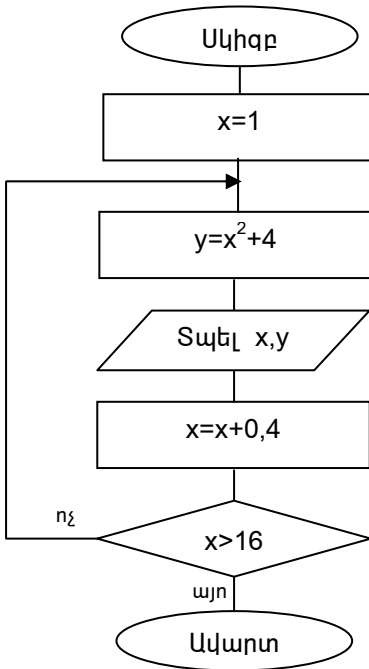 Սկիզբ
x=1
y=x²+4
Տպել x,y
x=x+0,4
ոչ
x>16
այո
Ավարտ